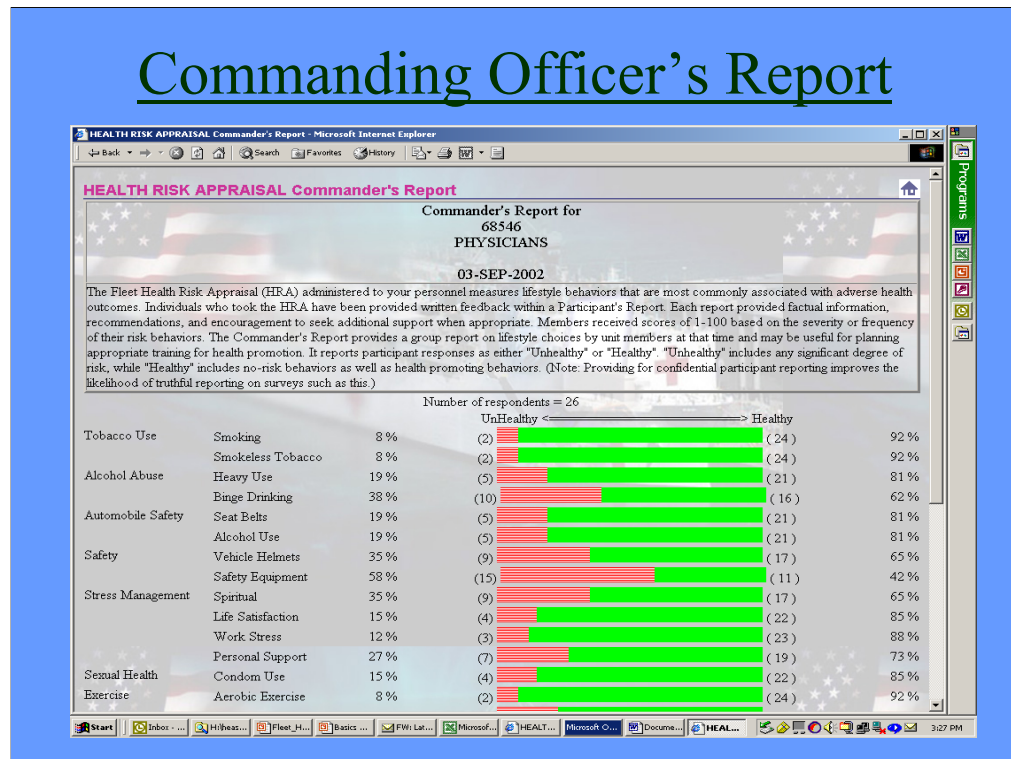 Commanding Officer's Report
HEALTH RISK APPRAISAL Commander's Report - Microsoft Internet Explorer
Back Search Favorites History
Programs
HEALTH RISK APPRAISAL Commander's Report
Commander's Report for
68546
PHYSICIANS
03-SEP-2002
The Fleet Health Risk Appraisal (HRA) administered to your personnel measures lifestyle behaviors that are most commonly associated with adverse health
outcomes. Individuals who took the HRA have been provided written feedback within a Participant's Report. Each report provided factual information,
recommendations, and encouragement to seek additional support when appropriate. Members received scores of 1-100 based on the severity or frequency
of their risk behaviors. The Commander's Report provides a group report on lifestyle choices by unit members at that time and may be useful for planning
appropriate training for health promotion. It reports participant responses as either "Unhealthy" or "Healthy". "Unhealthy" includes any significant degree of
risk, while "Healthy" includes no-risk behaviors as well as health promoting behaviors. (Note: Providing for confidential participant reporting improves the
likelihood of truthful reporting on surveys such as this.)
Number of respondents = 26
UnHealthy <=> Healthy
Tobacco Use Smoking 8 % (2) ( 24 ) 92 %
Smokeless Tobacco 8 % (2) ( 24 ) 92 %
Alcohol Abuse Heavy Use 19 % (5) ( 21 ) 81 %
Binge Drinking 38 % (10) ( 16 ) 62 %
Automobile Safety Seat Belts 19 % (5) ( 21 ) 81 %
Alcohol Use 19 % (5) ( 21 ) 81 %
Safety Vehicle Helmets 35 % (9) ( 17 ) 65 %
Safety Equipment 58 % (15) ( 11 ) 42 %
Stress Management Spiritual 35 % (9) ( 17 ) 65 %
Life Satisfaction 15 % (4) ( 22 ) 85 %
Work Stress 12 % (3) ( 23 ) 88 %
Personal Support 27 % (7) ( 19 ) 73 %
Sexual Health Condom Use 15 % (4) ( 22 ) 85 %
Exercise Aerobic Exercise 8 % (2) ( 24 ) 92 %
Start Inbox - ... H:\heas... Fleet_H... Basics ... FW: Lat... Microsof... HEALT... Microsoft O... Docume... HEAL... 3:27 PM